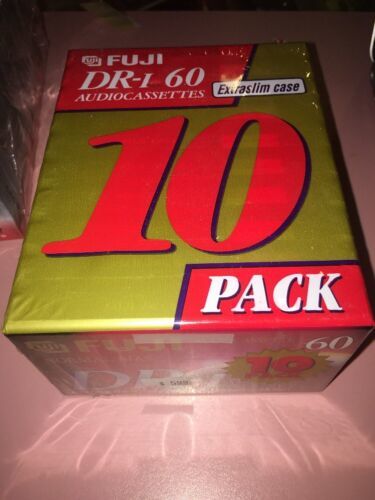 FUJI
DR-I 60
AUDIOCASSETTES
Extraslim case
10
PACK
FUJI
60
DR-I
10